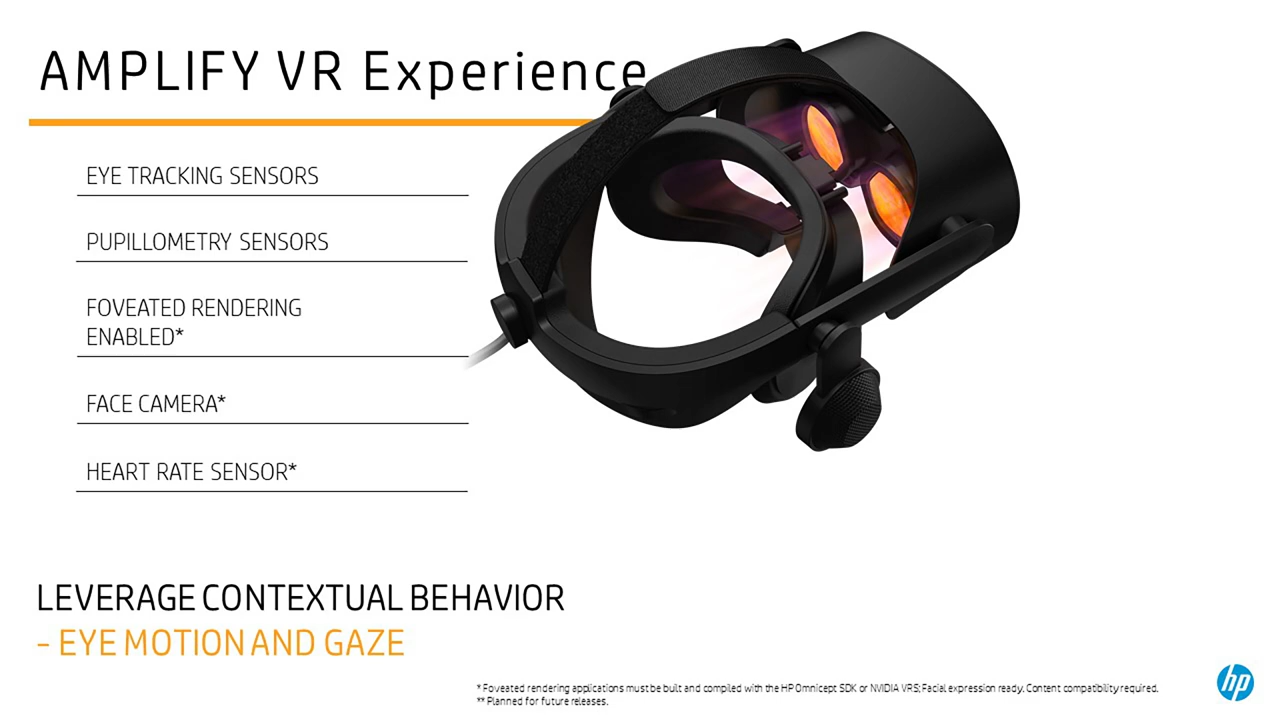 AMPLIFY VR Experience
EYE TRACKING SENSORS
PUPILLOMETRY SENSORS
FOVEATED RENDERING
ENABLED*
FACE CAMERA*
HEART RATE SENSOR*
LEVERAGE CONTEXTUAL BEHAVIOR
- EYE MOTION AND GAZE
* Foveated rendering applications must be built and compiled with the HP Omnicept SDK or NVIDIA VRS; Facial expression ready. Content compatibility required.
** Planned for future releases.
hp